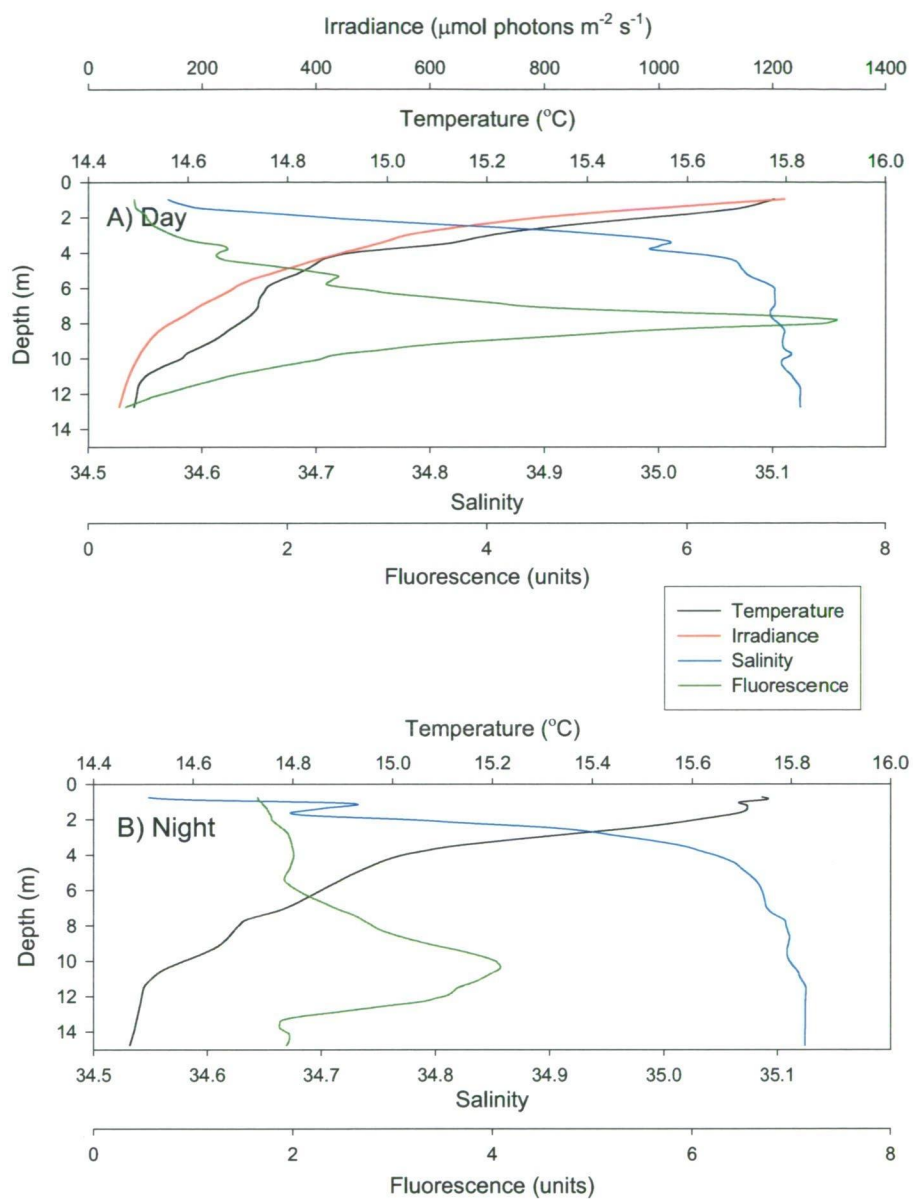 Irradiance (μmol photons m⁻² s⁻¹)
0 200 400 600 800 1000 1200 1400
Temperature (°C)
14.4 14.6 14.8 15.0 15.2 15.4 15.6 15.8 16.0
0
A) Day
2
4
6
8
10
12
14
Depth (m)
34.5 34.6 34.7 34.8 34.9 35.0 35.1
Salinity
0 2 4 6 8
Fluorescence (units)
Temperature
Irradiance
Salinity
Fluorescence
Temperature (°C)
14.4 14.6 14.8 15.0 15.2 15.4 15.6 15.8 16.0
0
B) Night
2
4
6
8
10
12
14
Depth (m)
34.5 34.6 34.7 34.8 34.9 35.0 35.1
Salinity
0 2 4 6 8
Fluorescence (units)